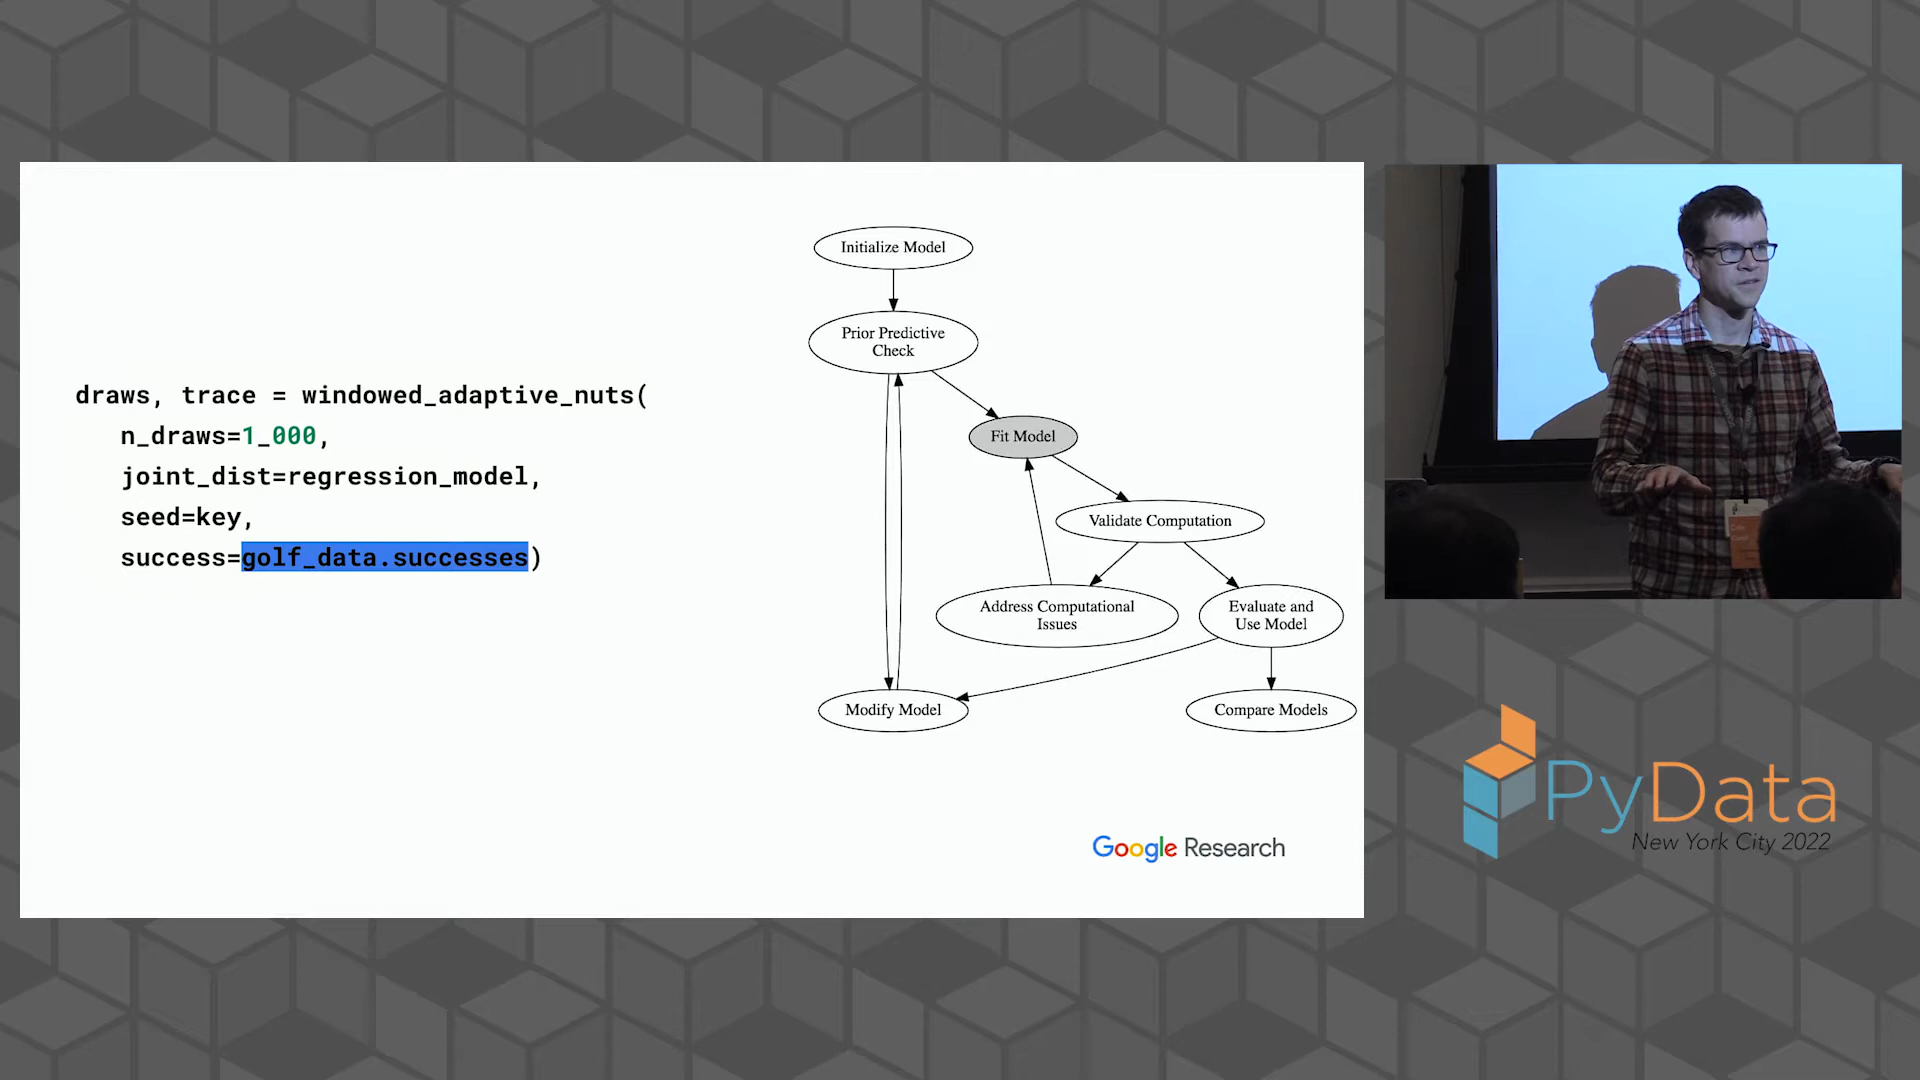 draws, trace = windowed_adaptive_nuts(
n_draws=1_000,
joint_dist=regression_model,
seed=key,
success=golf_data.successes)
Initialize Model
Prior Predictive
Check
Fit Model
Validate Computation
Address Computational
Issues
Evaluate and
Use Model
Modify Model
Compare Models
Google Research
PyData
New York City 2022